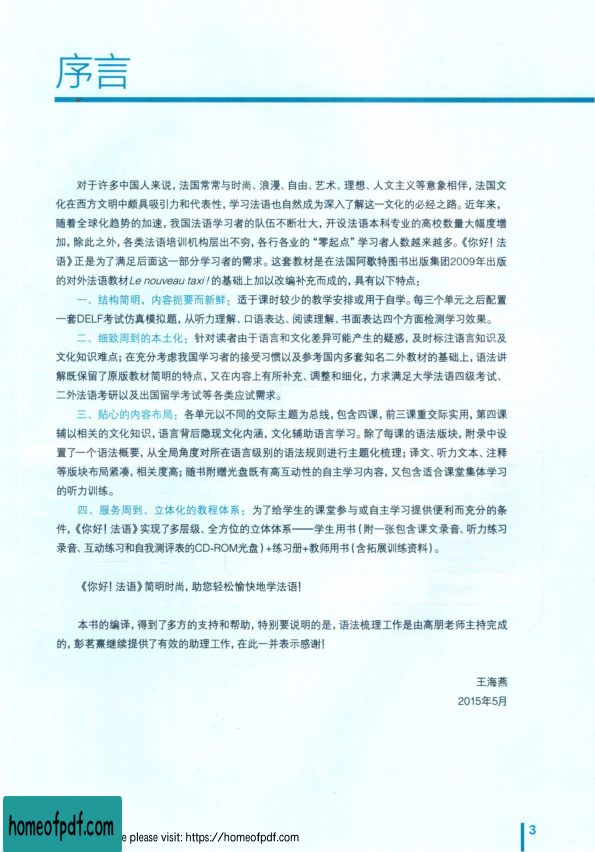 序言
对于许多中国人来说，法国常常与时尚、浪漫、自由、艺术、理想、人文主义等意象相伴，法国文
化在西方文明中颇具吸引力和代表性，学习法语也自然成为深入了解这一文化的必经之路。近年来，
随着全球化趋势的加速，我国法语学习者的队伍不断壮大，开设法语本科专业的高校数量大幅度增
加，除此之外，各类法语培训机构层出不穷，各行各业的“零起点”学习者人数越来越多。《你好！法
语》正是为了满足后面这一部分学习者的需求。这套教材是在法国阿歇特图书出版集团2009年出版
的对外法语教材Le nouveau taxi！的基础上加以改编补充而成的，具有以下特点：
一、结构简明，内容扼要而新鲜：适于课时较少的教学安排或用于自学。每三个单元之后配置
一套DELF考试仿真模拟题，从听力理解、口语表达、阅读理解、书面表达四个方面检测学习效果。
二、细致周到的本土化：针对读者由于语言和文化差异可能产生的疑惑，及时标注语言知识及
文化知识难点；在充分考虑我国学习者的接受习惯以及参考国内多套知名二外教材的基础上，语法讲
解既保留了原版教材简明的特点，又在内容上有所补充、调整和细化，力求满足大学法语四级考试、
二外法语考研以及出国留学考试等各类应试需求。
三、贴心的内容布局：各单元以不同的交际主题为总线，包含四课，前三课重交际实用，第四课
辅以相关的文化知识，语言背后隐现文化内涵，文化辅助语言学习。除了每课的语法版块，附录中设
置了一个语法概要，从全局角度对所在语言级别的语法规则进行主题化梳理；译文、听力文本、注释
等版块布局紧凑，相关度高；随书附赠光盘既有高互动性的自主学习内容，又包含适合课堂集体学习
的听力训练。
四、服务周到、立体化的教程体系：为了给学生的课堂参与或自主学习提供便利而充分的条
件，《你好！法语》实现了多层级、全方位的立体体系——学生用书（附一张包含课文录音、听力练习
录音、互动练习和自我测评表的CD-ROM光盘）+练习册+教师用书（含拓展训练资料）。
《你好！法语》简明时尚，助您轻松愉快地学法语！
本书的编译，得到了多方的支持和帮助，特别要说明的是，语法梳理工作是由高朋老师主持完成
的，彭茗熹继续提供了有效的助理工作，在此一并表示感谢！
王海燕
2015年5月
3
homeofpdf.com
e please visit: https://homeofpdf.com